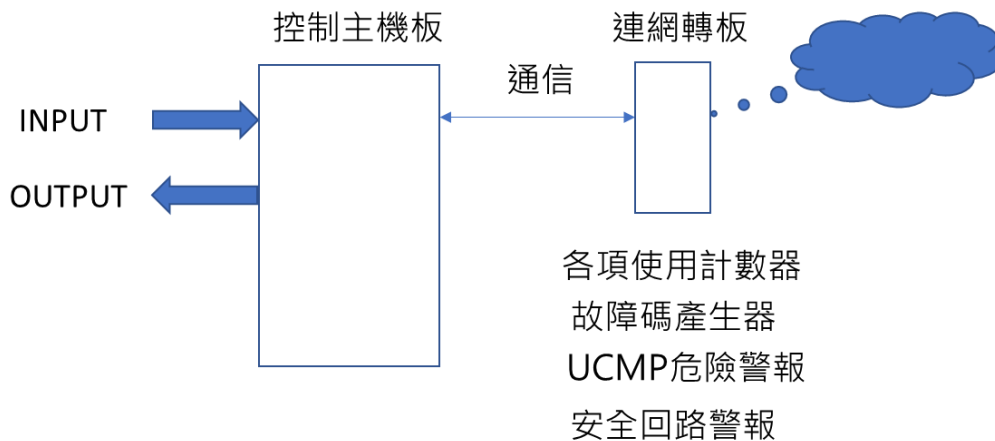 控制主機板
連網轉板
通信
INPUT
OUTPUT
各項使用計數器
故障碼產生器
UCMP危險警報
安全回路警報